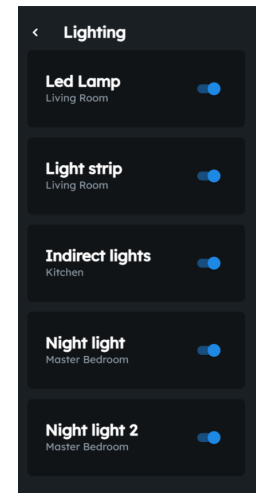 Lighting
Led Lamp
Living Room
Light strip
Living Room
Indirect lights
Kitchen
Night light
Master Bedroom
Night light 2
Master Bedroom